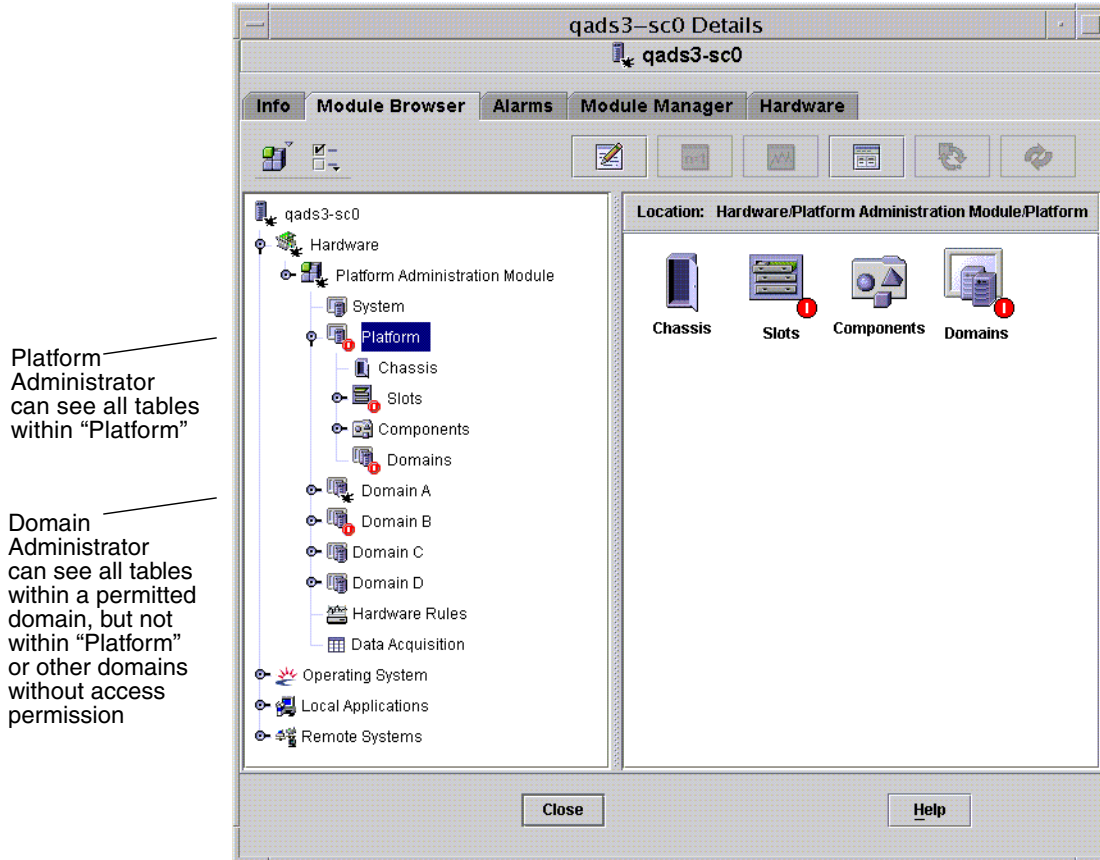 qads3–sc0 Details
qads3-sc0
Info Module Browser Alarms Module Manager Hardware
qads3-sc0
Hardware
Platform Administration Module
System
Platform
Chassis
Slots
Components
Domains
Domain A
Domain B
Domain C
Domain D
Hardware Rules
Data Acquisition
Operating System
Local Applications
Remote Systems
Location: Hardware/Platform Administration Module/Platform
Chassis
Slots
Components
Domains
Close
Help
Platform
Administrator
can see all tables
within “Platform”
Domain
Administrator
can see all tables
within a permitted
domain, but not
within “Platform”
or other domains
without access
permission